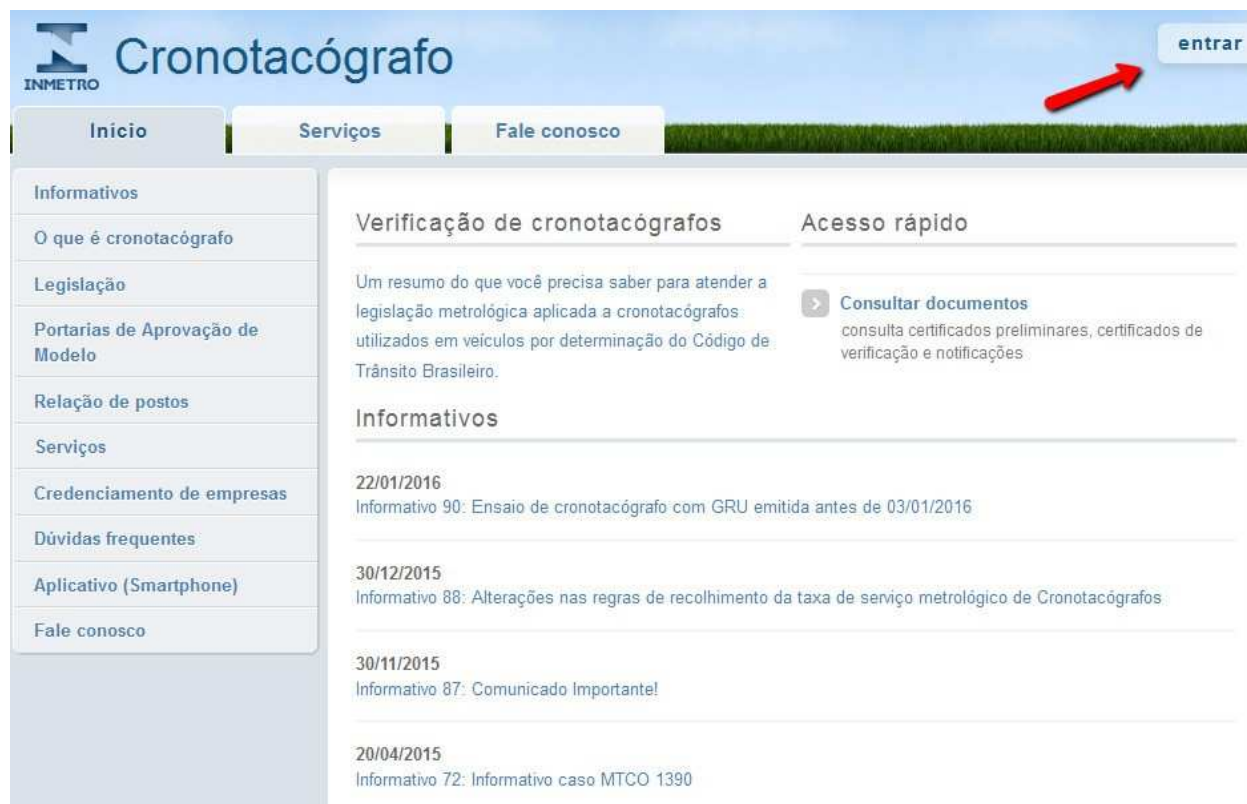 INMETRO
Cronotacógrafo
entrar
Início
Serviços
Fale conosco
Informativos
O que é cronotacógrafo
Legislação
Portarias de Aprovação de
Modelo
Relação de postos
Serviços
Credenciamento de empresas
Dúvidas frequentes
Aplicativo (Smartphone)
Fale conosco
Verificação de cronotacógrafos
Um resumo do que você precisa saber para atender a
legislação metrológica aplicada a cronotacógrafos
utilizados em veículos por determinação do Código de
Trânsito Brasileiro.
Acesso rápido
Consultar documentos
consulta certificados preliminares, certificados de
verificação e notificações
Informativos
22/01/2016
Informativo 90: Ensaio de cronotacógrafo com GRU emitida antes de 03/01/2016
30/12/2015
Informativo 88: Alterações nas regras de recolhimento da taxa de serviço metrológico de Cronotacógrafos
30/11/2015
Informativo 87: Comunicado Importante!
20/04/2015
Informativo 72: Informativo caso MTCO 1390